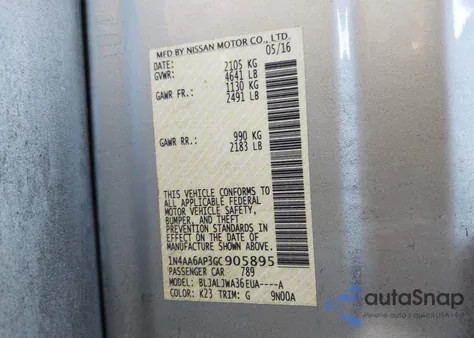 MFD BY NISSAN MOTOR CO., LTD.
05/16
DATE: 2105 KG
GVWR: 4641 LB
GAWR FR.: 1130 KG
2491 LB
GAWR RR.: 990 KG
2183 LB
THIS VEHICLE CONFORMS TO
ALL APPLICABLE FEDERAL
MOTOR VEHICLE SAFETY,
BUMPER, AND THEFT
PREVENTION STANDARDS IN
EFFECT ON THE DATE OF
MANUFACTURE SHOWN ABOVE.
1N4AA6AP3GC905895
PASSENGER CAR 789
MODEL: BL3ALJWA36EUA----A
COLOR: K23 TRIM: G 9N00A
autoSnap